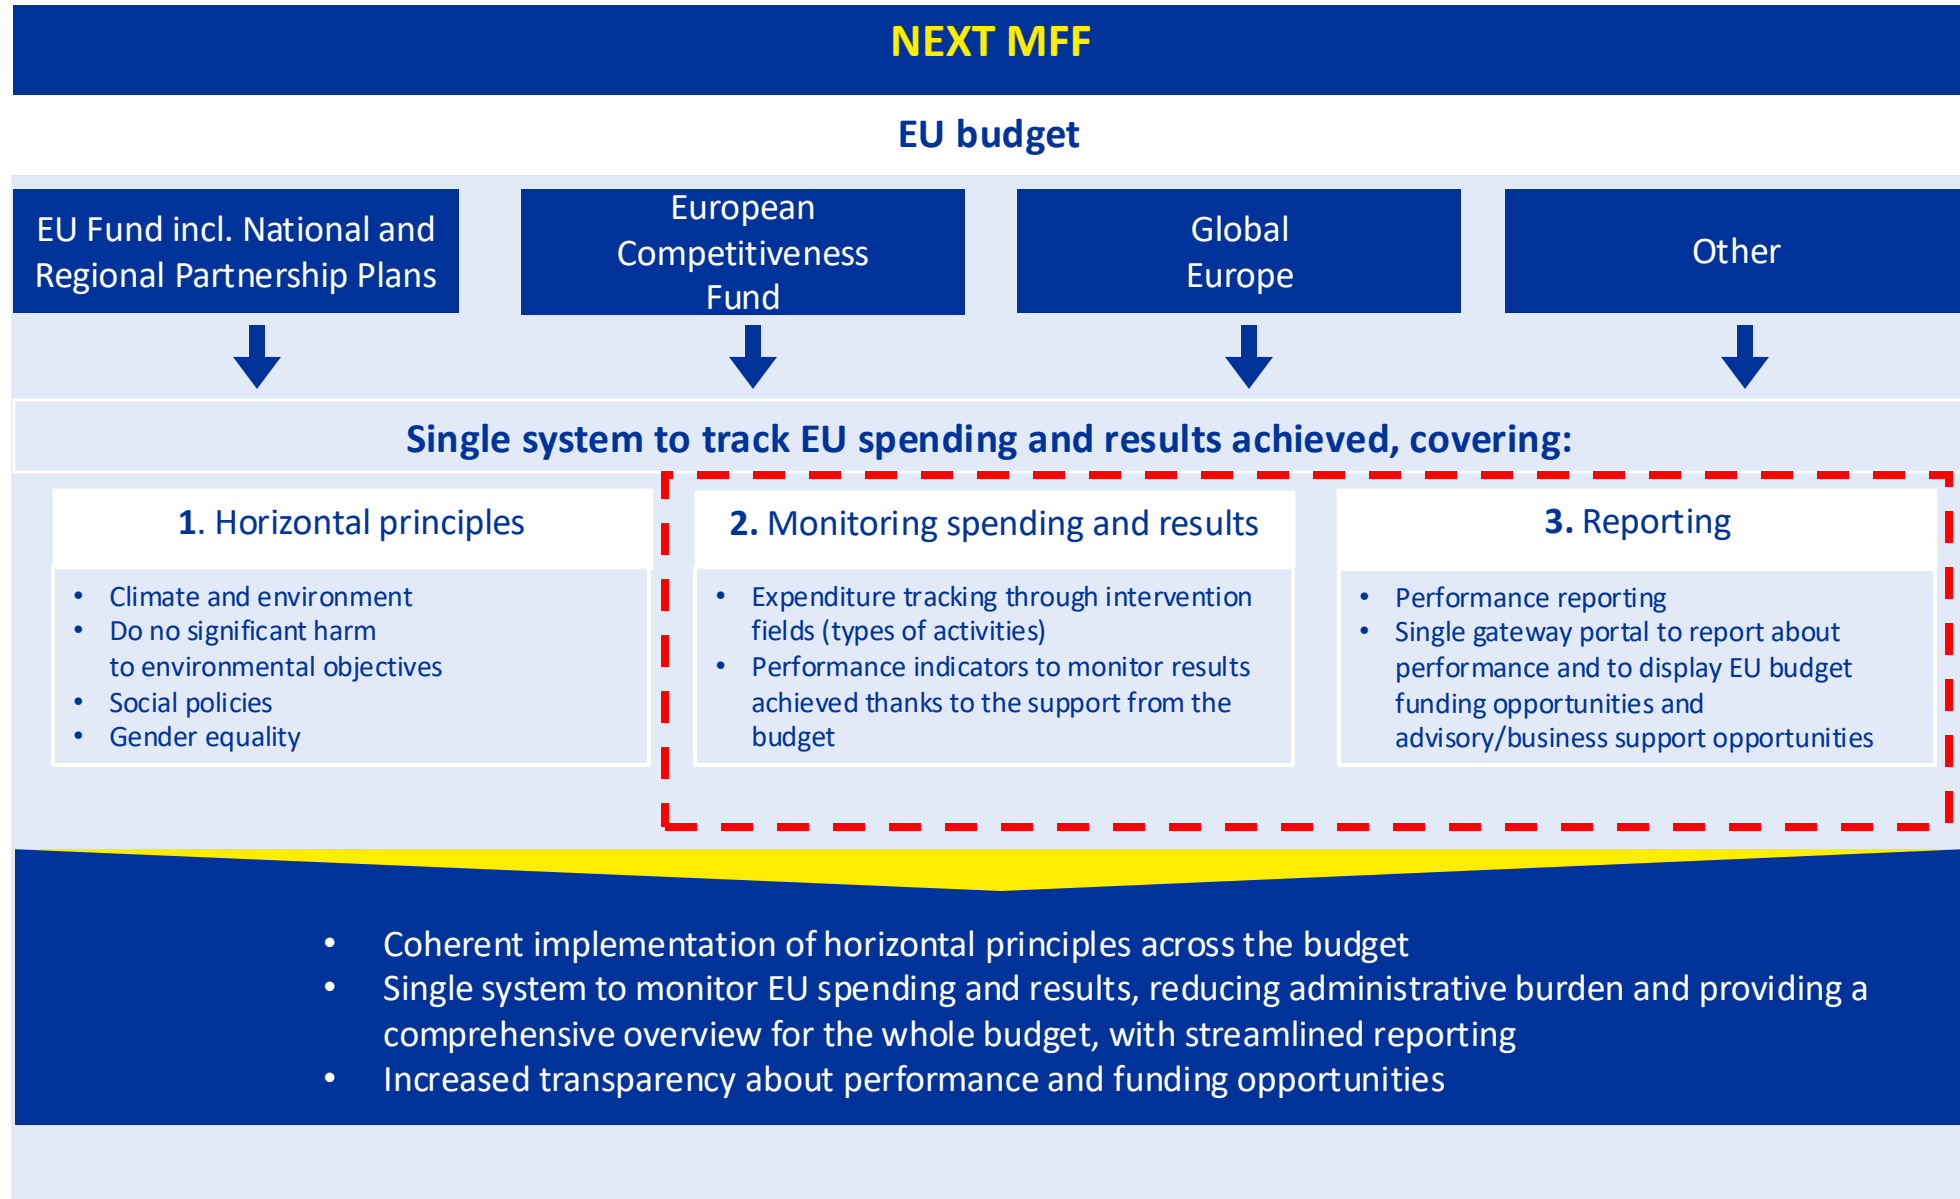 NEXT MFF
EU budget
EU Fund incl. National and
Regional Partnership Plans
European
Competitiveness
Fund
Global
Europe
Other
Single system to track EU spending and results achieved, covering:
1. Horizontal principles
• Climate and environment
• Do no significant harm
to environmental objectives
• Social policies
• Gender equality
2. Monitoring spending and results
• Expenditure tracking through intervention
fields (types of activities)
• Performance indicators to monitor results
achieved thanks to the support from the
budget
3. Reporting
• Performance reporting
• Single gateway portal to report about
performance and to display EU budget
funding opportunities and
advisory/business support opportunities
• Coherent implementation of horizontal principles across the budget
• Single system to monitor EU spending and results, reducing administrative burden and providing a
comprehensive overview for the whole budget, with streamlined reporting
• Increased transparency about performance and funding opportunities